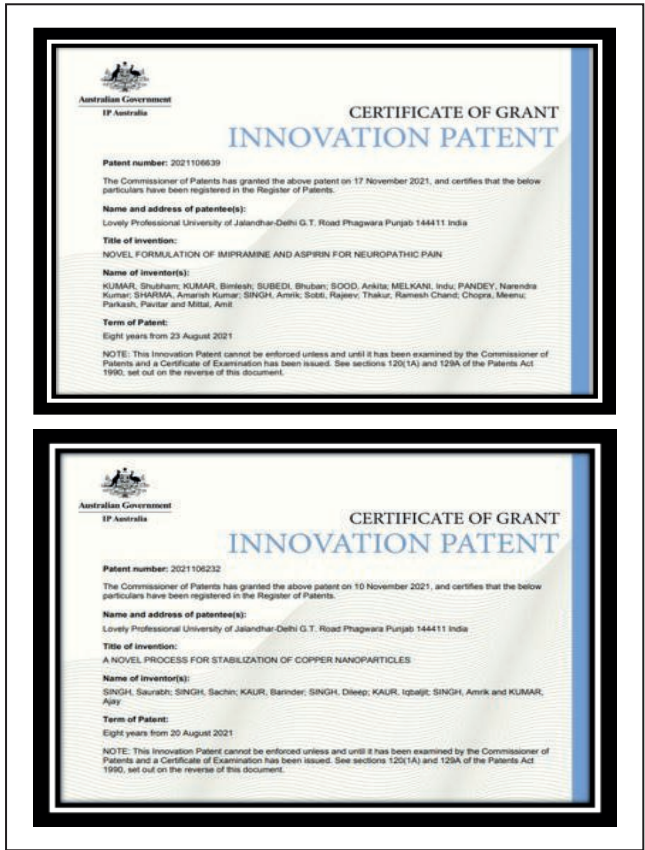 Australian Government
IP Australia
CERTIFICATE OF GRANT
INNOVATION PATENT
Patent number: 2021106639
The Commissioner of Patents has granted the above patent on 17 November 2021, and certifies that the below
particulars have been registered in the Register of Patents.
Name and address of patentee(s):
Lovely Professional University of Jalandhar-Delhi G.T. Road Phagwara Punjab 144411 India
Title of invention:
NOVEL FORMULATION OF IMIPRAMINE AND ASPIRIN FOR NEUROPATHIC PAIN
Name of inventor(s):
KUMAR, Shubham; KUMAR, Bimlesh; SUBEDI, Bhuban; SOOD, Ankita; MELKANI, Indu; PANDEY, Narendra
Kumar; SHARMA, Amarish Kumar; SINGH, Amrik; Sobti, Rajeev; Thakur, Ramesh Chand; Chopra, Meenu;
Parkash, Pavitar and Mittal, Amit
Term of Patent:
Eight years from 23 August 2021
NOTE: This Innovation Patent cannot be enforced unless and until it has been examined by the Commissioner of
Patents and a Certificate of Examination has been issued. See sections 120(1A) and 129A of the Patents Act
1990, set out on the reverse of this document.
Australian Government
IP Australia
CERTIFICATE OF GRANT
INNOVATION PATENT
Patent number: 2021106232
The Commissioner of Patents has granted the above patent on 10 November 2021, and certifies that the below
particulars have been registered in the Register of Patents.
Name and address of patentee(s):
Lovely Professional University of Jalandhar-Delhi G.T. Road Phagwara Punjab 144411 India
Title of invention:
A NOVEL PROCESS FOR STABILIZATION OF COPPER NANOPARTICLES
Name of inventor(s):
SINGH, Saurabh; SINGH, Sachin; KAUR, Barinder; SINGH, Dileep; KAUR, Iqbaljit; SINGH, Amrik and KUMAR,
Ajay
Term of Patent:
Eight years from 20 August 2021
NOTE: This Innovation Patent cannot be enforced unless and until it has been examined by the Commissioner of
Patents and a Certificate of Examination has been issued. See sections 120(1A) and 129A of the Patents Act
1990, set out on the reverse of this document.